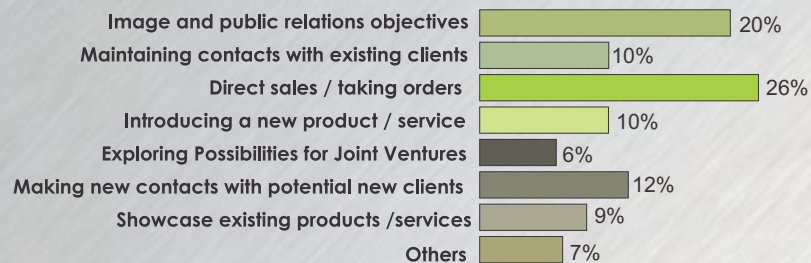 Image and public relations objectives 20%
Maintaining contacts with existing clients 10%
Direct sales / taking orders 26%
Introducing a new product / service 10%
Exploring Possibilities for Joint Ventures 6%
Making new contacts with potential new clients 12%
Showcase existing products /services 9%
Others 7%